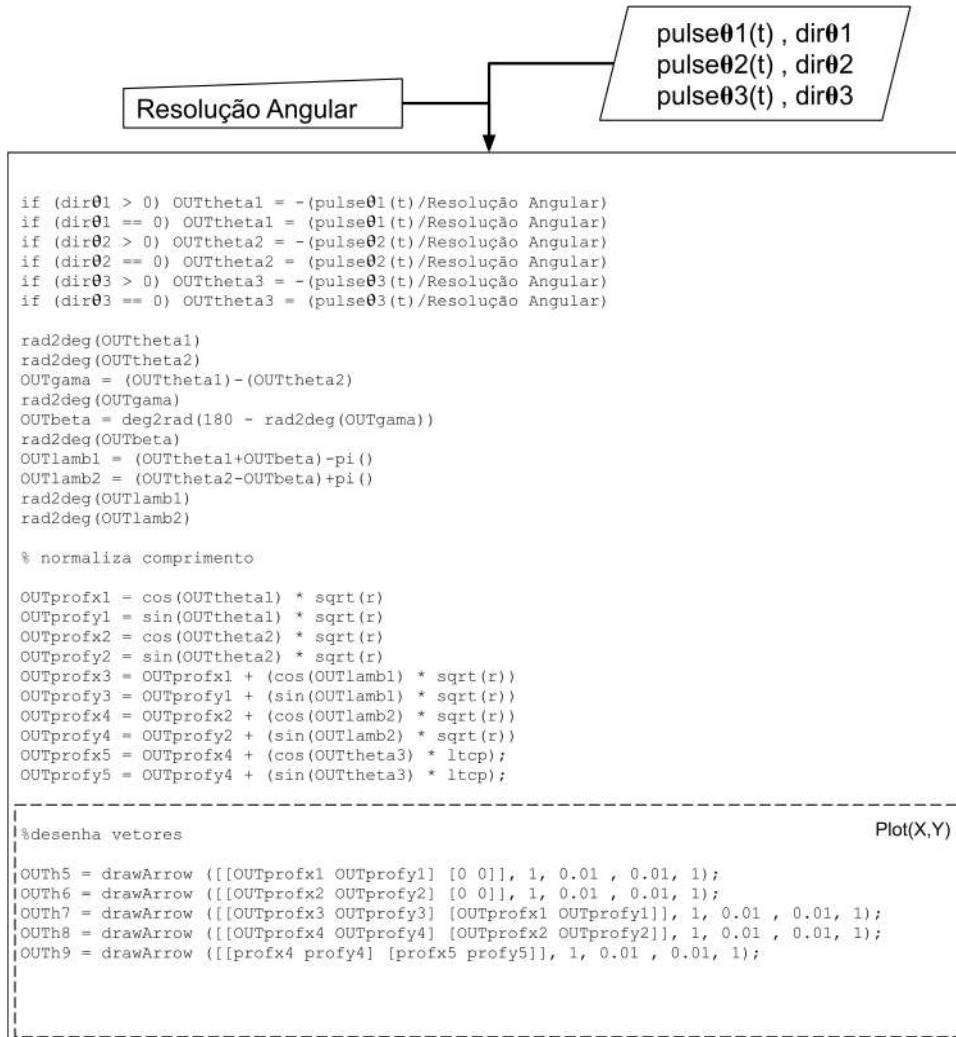 pulseθ1(t) , dirθ1
pulseθ2(t) , dirθ2
pulseθ3(t) , dirθ3
Resolução Angular
if (dirθ1 > 0) OUTtheta1 = -(pulseθ1(t)/Resolução Angular)
if (dirθ1 == 0) OUTtheta1 = (pulseθ1(t)/Resolução Angular)
if (dirθ2 > 0) OUTtheta2 = -(pulseθ2(t)/Resolução Angular)
if (dirθ2 == 0) OUTtheta2 = (pulseθ2(t)/Resolução Angular)
if (dirθ3 > 0) OUTtheta3 = -(pulseθ3(t)/Resolução Angular)
if (dirθ3 == 0) OUTtheta3 = (pulseθ3(t)/Resolução Angular)
rad2deg(OUTtheta1)
rad2deg(OUTtheta2)
OUTgama = (OUTtheta1)-(OUTtheta2)
rad2deg(OUTgama)
OUTbeta = deg2rad(180 - rad2deg(OUTgama))
rad2deg(OUTbeta)
OUTlamb1 = (OUTtheta1+OUTbeta)-pi()
OUTlamb2 = (OUTtheta2-OUTbeta)+pi()
rad2deg(OUTlamb1)
rad2deg(OUTlamb2)
% normaliza comprimento
OUTprofx1 = cos(OUTtheta1) * sqrt(r)
OUTprofy1 = sin(OUTtheta1) * sqrt(r)
OUTprofx2 = cos(OUTtheta2) * sqrt(r)
OUTprofy2 = sin(OUTtheta2) * sqrt(r)
OUTprofx3 = OUTprofx1 + (cos(OUTlamb1) * sqrt(r))
OUTprofy3 = OUTprofy1 + (sin(OUTlamb1) * sqrt(r))
OUTprofx4 = OUTprofx2 + (cos(OUTlamb2) * sqrt(r))
OUTprofy4 = OUTprofy2 + (sin(OUTlamb2) * sqrt(r))
OUTprofx5 = OUTprofx4 + (cos(OUTtheta3) * ltcp);
OUTprofy5 = OUTprofy4 + (sin(OUTtheta3) * ltcp);
%desenha vetores
Plot(X,Y)
OUTh5 = drawArrow ([[OUTprofx1 OUTprofy1] [0 0]], 1, 0.01 , 0.01, 1);
OUTh6 = drawArrow ([[OUTprofx2 OUTprofy2] [0 0]], 1, 0.01 , 0.01, 1);
OUTh7 = drawArrow ([[OUTprofx3 OUTprofy3] [OUTprofx1 OUTprofy1]], 1, 0.01 , 0.01, 1);
OUTh8 = drawArrow ([[OUTprofx4 OUTprofy4] [OUTprofx2 OUTprofy2]], 1, 0.01 , 0.01, 1);
OUTh9 = drawArrow ([[profx4 profy4] [profx5 profy5]], 1, 0.01 , 0.01, 1);